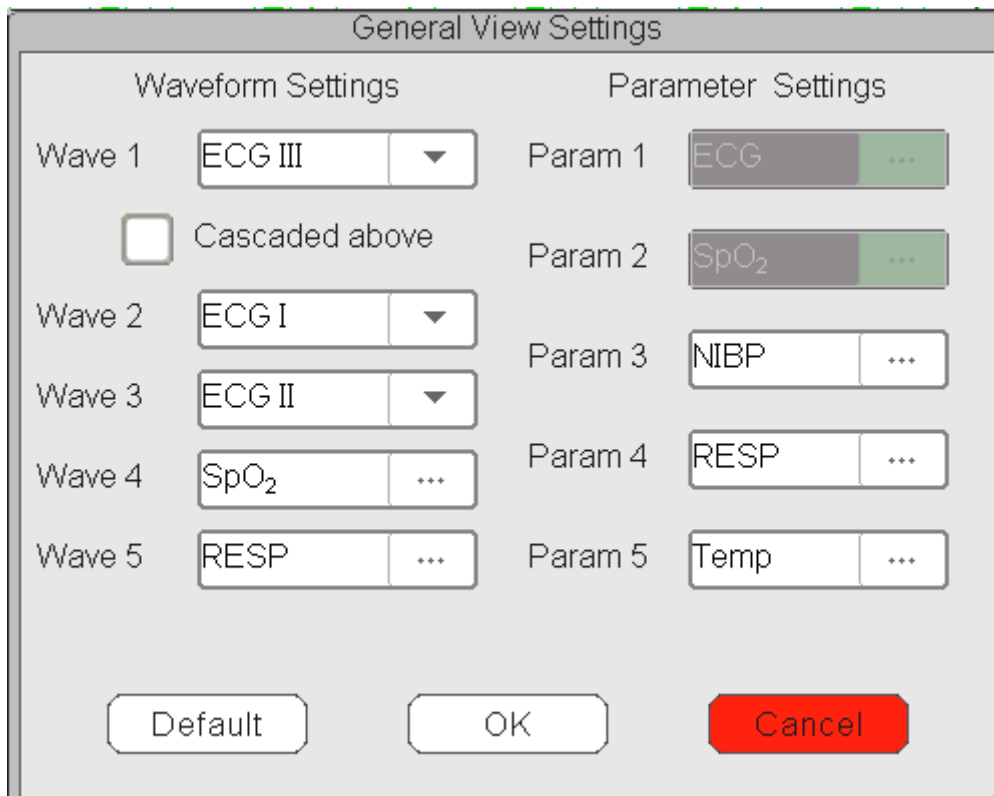 General View Settings
Waveform Settings
Parameter Settings
Wave 1 ECG III
Param 1 ECG ...
Cascaded above
Param 2 SpO₂ ...
Wave 2 ECG I
Param 3 NIBP ...
Wave 3 ECG II
Param 4 RESP ...
Wave 4 SpO₂ ...
Wave 5 RESP ...
Param 5 Temp ...
Default
OK
Cancel